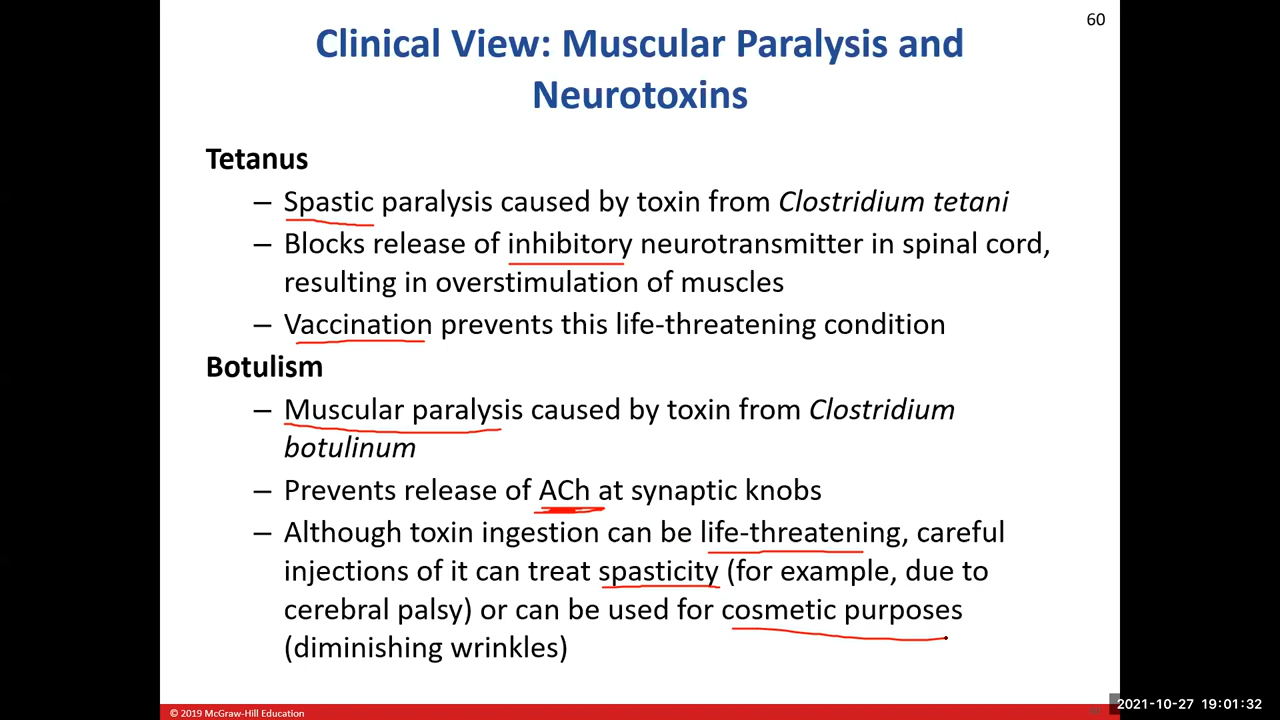 60
Clinical View: Muscular Paralysis and
Neurotoxins
Tetanus
– Spastic paralysis caused by toxin from Clostridium tetani
– Blocks release of inhibitory neurotransmitter in spinal cord,
resulting in overstimulation of muscles
– Vaccination prevents this life-threatening condition
Botulism
– Muscular paralysis caused by toxin from Clostridium
botulinum
– Prevents release of ACh at synaptic knobs
– Although toxin ingestion can be life-threatening, careful
injections of it can treat spasticity (for example, due to
cerebral palsy) or can be used for cosmetic purposes
(diminishing wrinkles)
© 2019 McGraw-Hill Education
2021-10-27 19:01:32